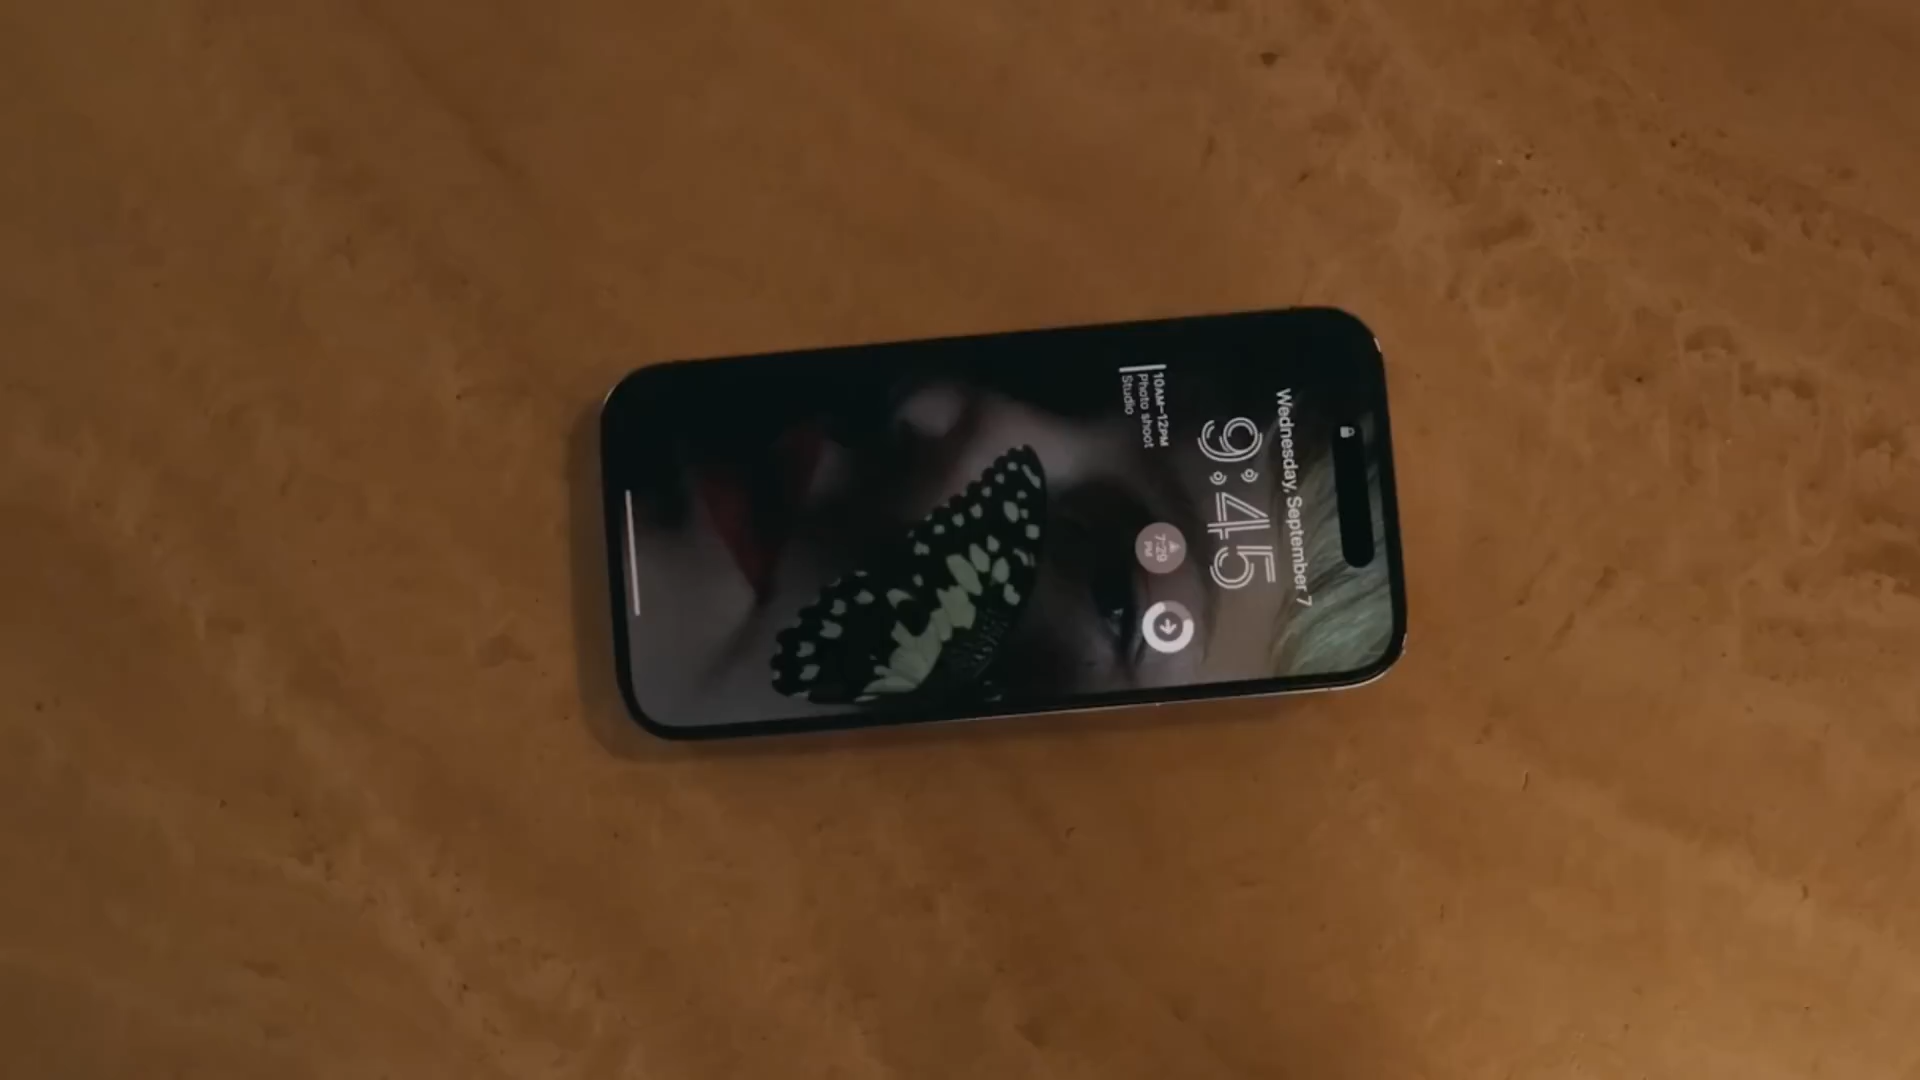 Wednesday, September 7
9:45
10AM–12PM
Photo shoot
Studio
7:20
PM